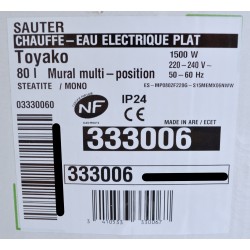 SAUTER
CHAUFFE-EAU ELECTRIQUE PLAT
Toyako 1500 W
80 l Mural multi-position 220-240 V~
50-60 Hz
STEATITE / MONO
03330060
NF
IP24
CE
MADE IN ARE / ECET
333006
333006